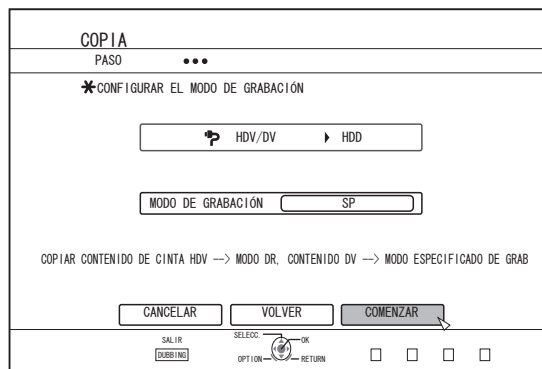 COPIA
PASO
*CONFIGURAR EL MODO DE GRABACIÓN
HDV/DV HDD
MODO DE GRABACIÓN SP
COPIAR CONTENIDO DE CINTA HDV --> MODO DR, CONTENIDO DV --> MODO ESPECIFICADO DE GRAB
CANCELAR VOLVER COMENZAR
SALIR SELECC. OK
DUBBING OPTION RETURN